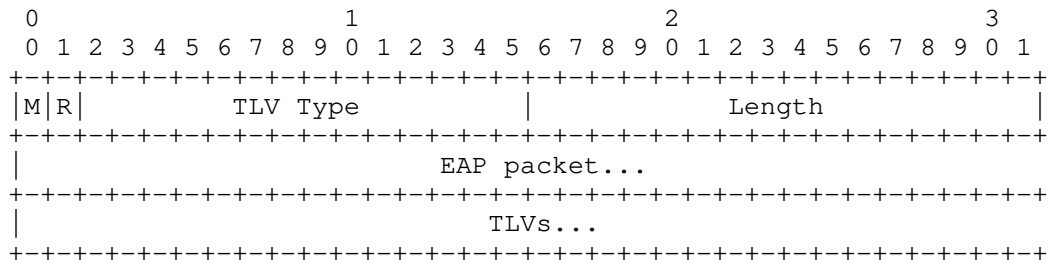 0                   1                   2                   3
 0 1 2 3 4 5 6 7 8 9 0 1 2 3 4 5 6 7 8 9 0 1 2 3 4 5 6 7 8 9 0 1
+-+-+-+-+-+-+-+-+-+-+-+-+-+-+-+-+-+-+-+-+-+-+-+-+-+-+-+-+-+-+-+-+
|M|R|         TLV Type          |            Length             |
+-+-+-+-+-+-+-+-+-+-+-+-+-+-+-+-+-+-+-+-+-+-+-+-+-+-+-+-+-+-+-+-+
|                          EAP packet...
+-+-+-+-+-+-+-+-+-+-+-+-+-+-+-+-+-+-+-+-+-+-+-+-+-+-+-+-+-+-+-+-+
|                             TLVs...
+-+-+-+-+-+-+-+-+-+-+-+-+-+-+-+-+-+-+-+-+-+-+-+-+-+-+-+-+-+-+-+-+